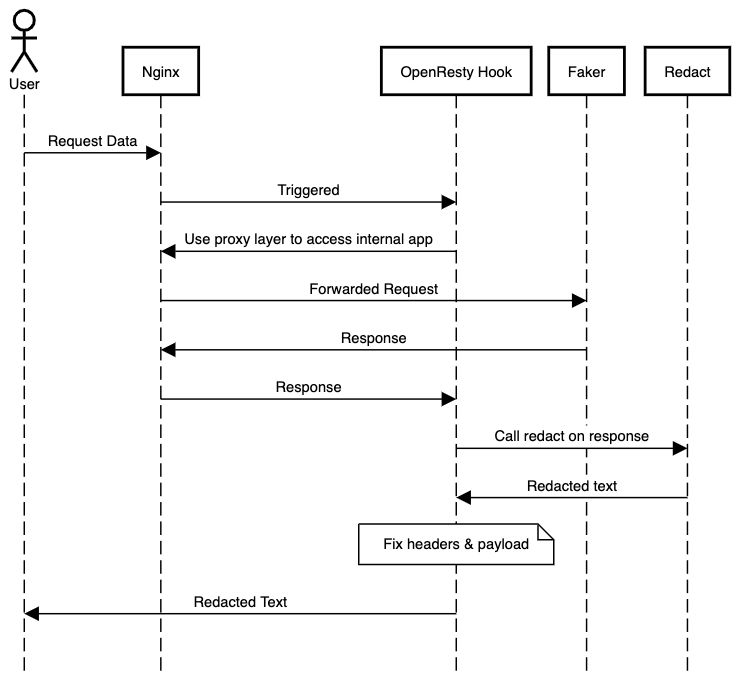 User
Nginx
OpenResty Hook
Faker
Redact
Request Data
Triggered
Use proxy layer to access internal app
Forwarded Request
Response
Response
Call redact on response
Redacted text
Fix headers & payload
Redacted Text